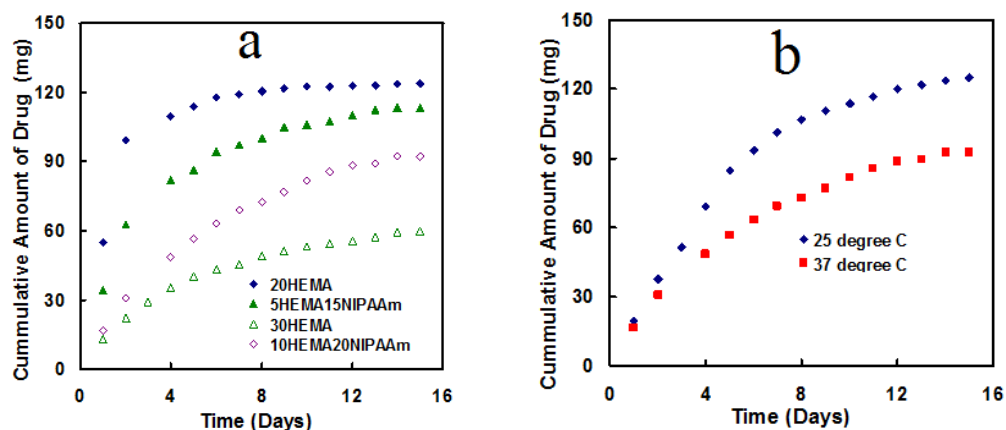 a
Cummulative Amount of Drug (mg)
150
120
90
60
30
0
20HEMA
5HEMA15NIPAAm
30HEMA
10HEMA20NIPAAm
0 4 8 12 16
Time (Days)
b
Cummulative Amount of Drug (mg)
150
120
90
60
30
0
25 degree C
37 degree C
0 4 8 12 16
Time (Days)